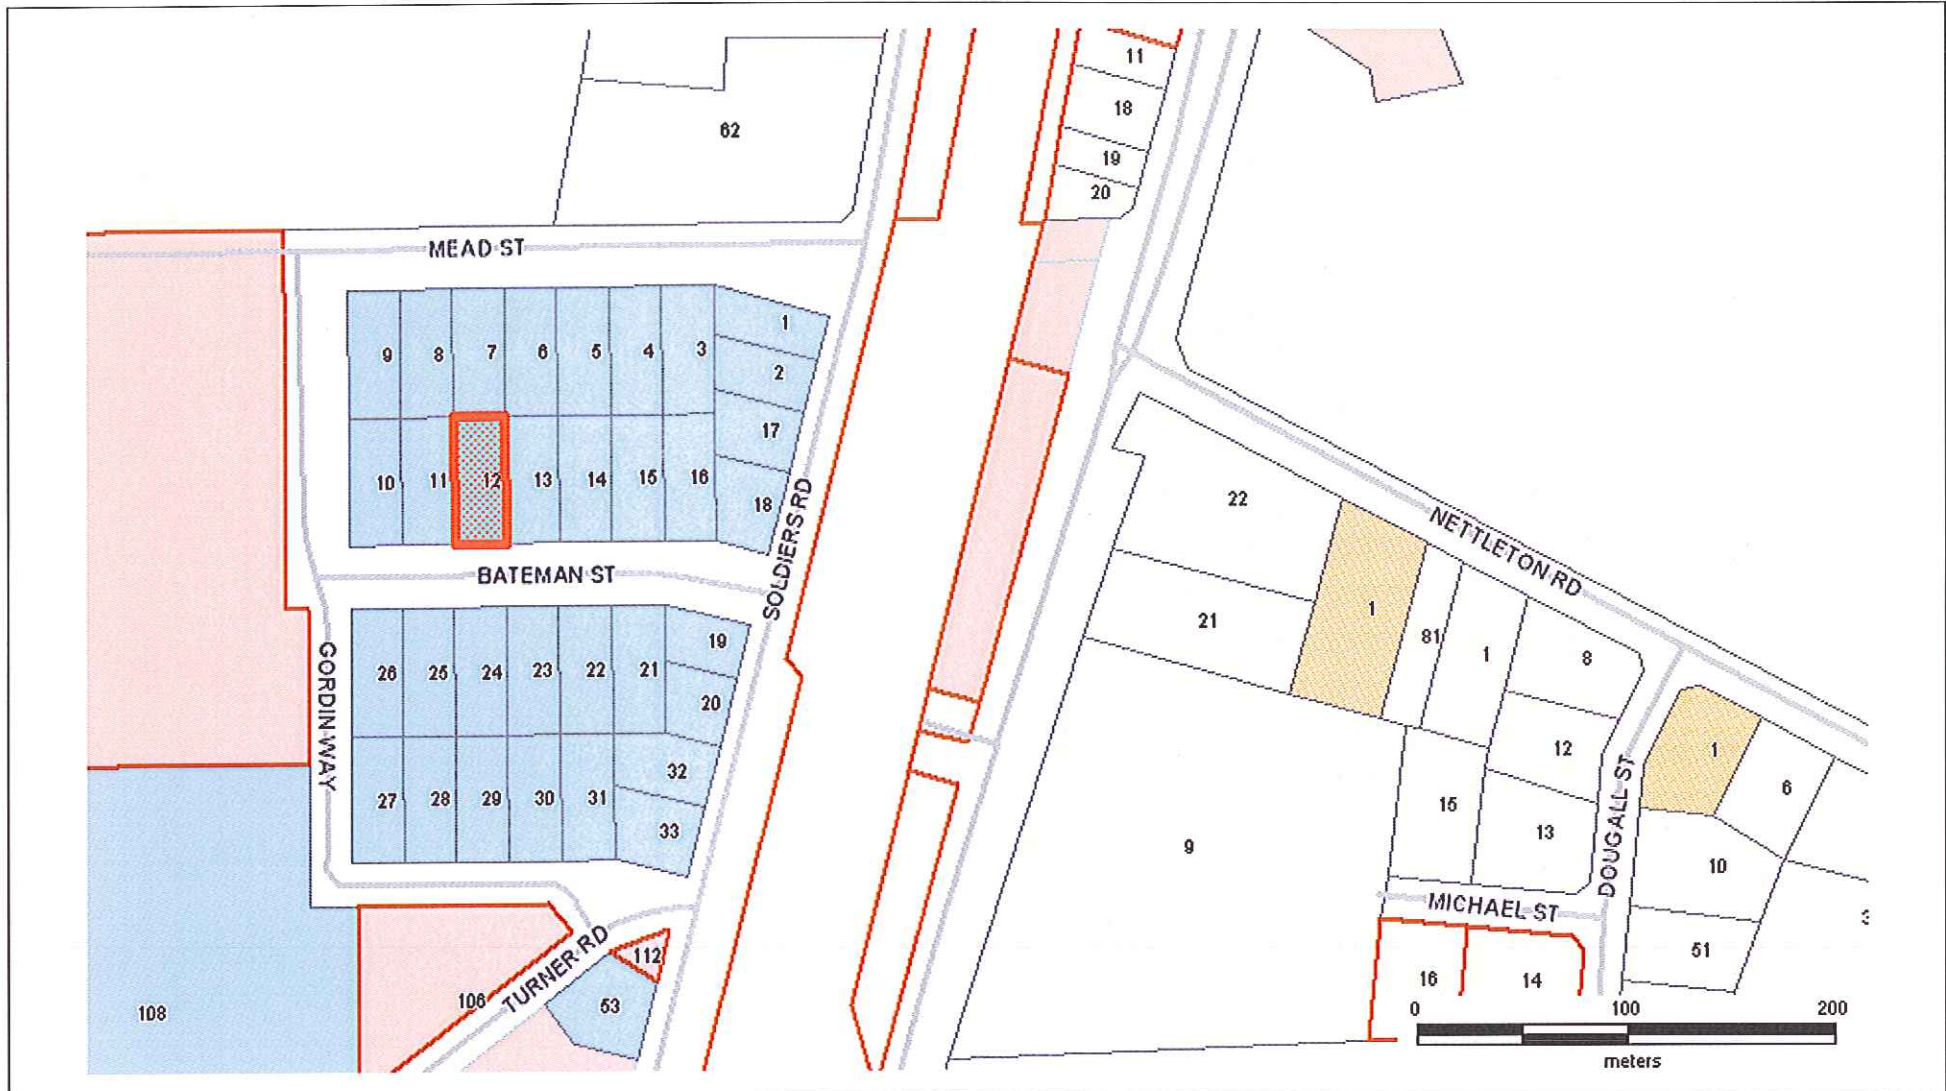 11
18
62
19
20
MEAD ST
1
9 8 7 6 5 4 3
2
17
10 11 12 13 14 15 16
18
22
NETTLETON RD
SOLDIERS RD
BATEMAN ST
1
21
81
19
1
8
26 25 24 23 22 21
20
GORDIN WAY
12
1
32
6
27 28 29 30 31
15
33
13
9
DOUGALL ST
10
MICHAEL ST
3
51
112
TURNER RD
16 14
106
53
108
0 100 200
meters